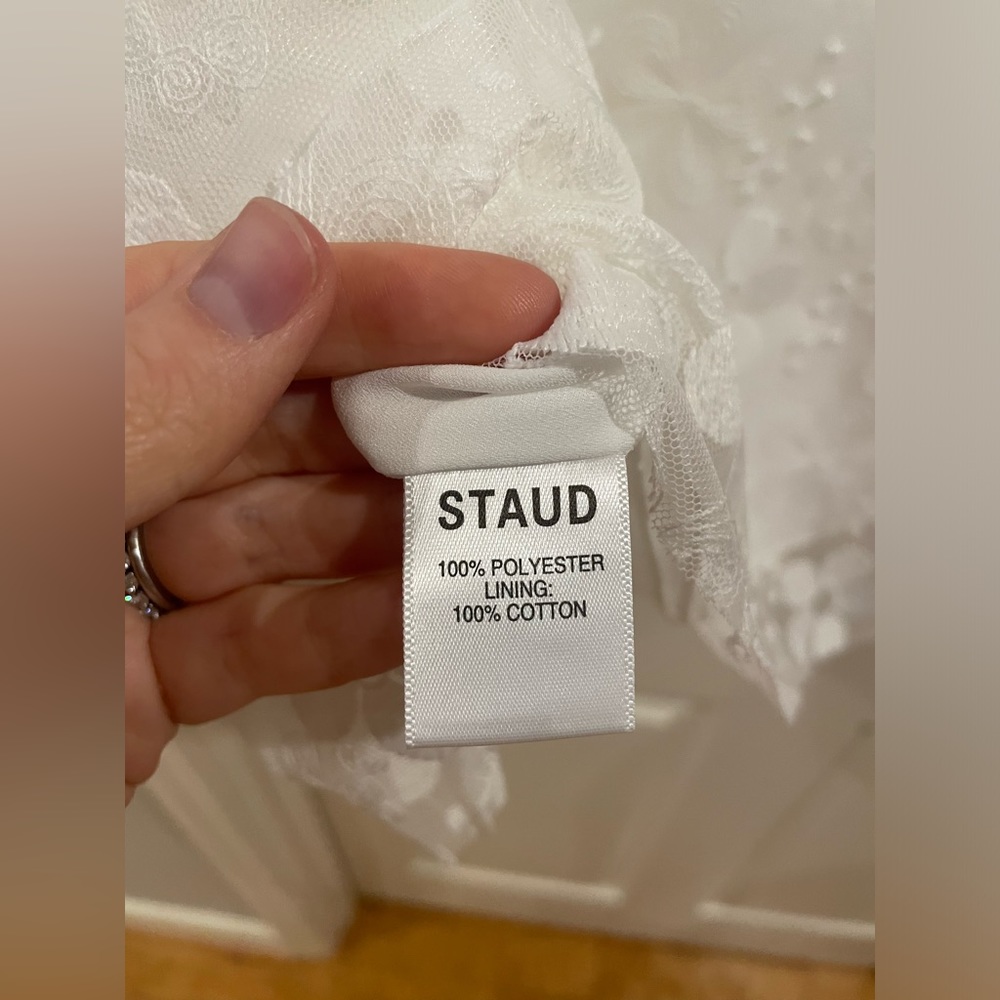 STAUD
100% POLYESTER
LINING:
100% COTTON